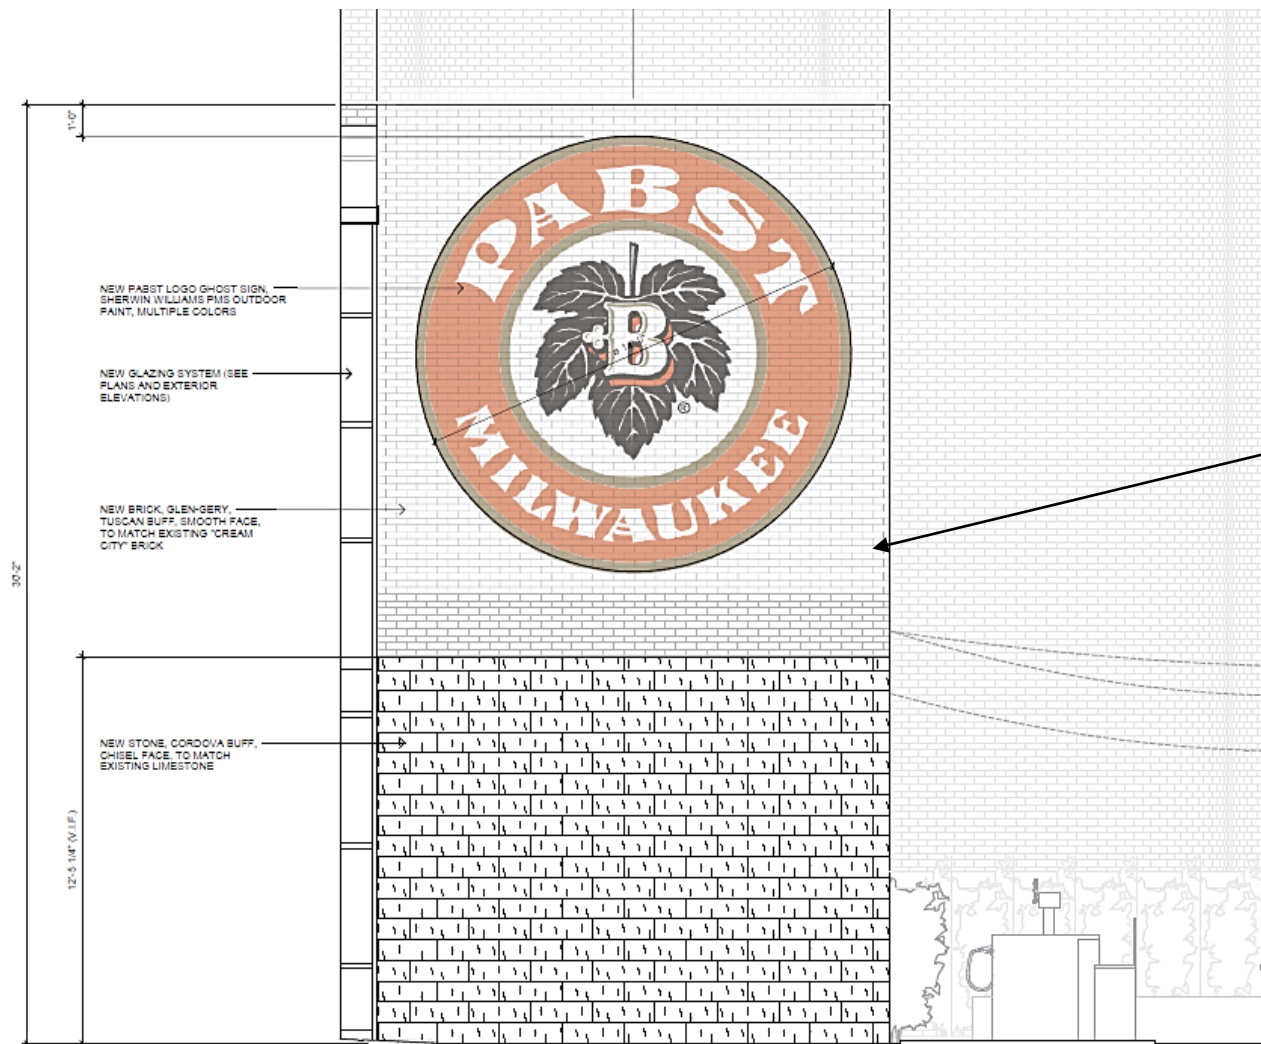 1'-0"
PABST
B
®
MILWAUKEE
NEW PABST LOGO GHOST SIGN,
SHERWIN WILLIAMS PMS OUTDOOR
PAINT, MULTIPLE COLORS
NEW GLAZING SYSTEM (SEE
PLANS AND EXTERIOR
ELEVATIONS)
NEW BRICK, GLEN-GERY,
TUSCAN BUFF, SMOOTH FACE,
TO MATCH EXISTING "CREAM
CITY" BRICK
30'-2"
NEW STONE, CORDOVA BUFF,
CHISEL FACE, TO MATCH
EXISTING LIMESTONE
12'-5 1/4" (V.I.F.)